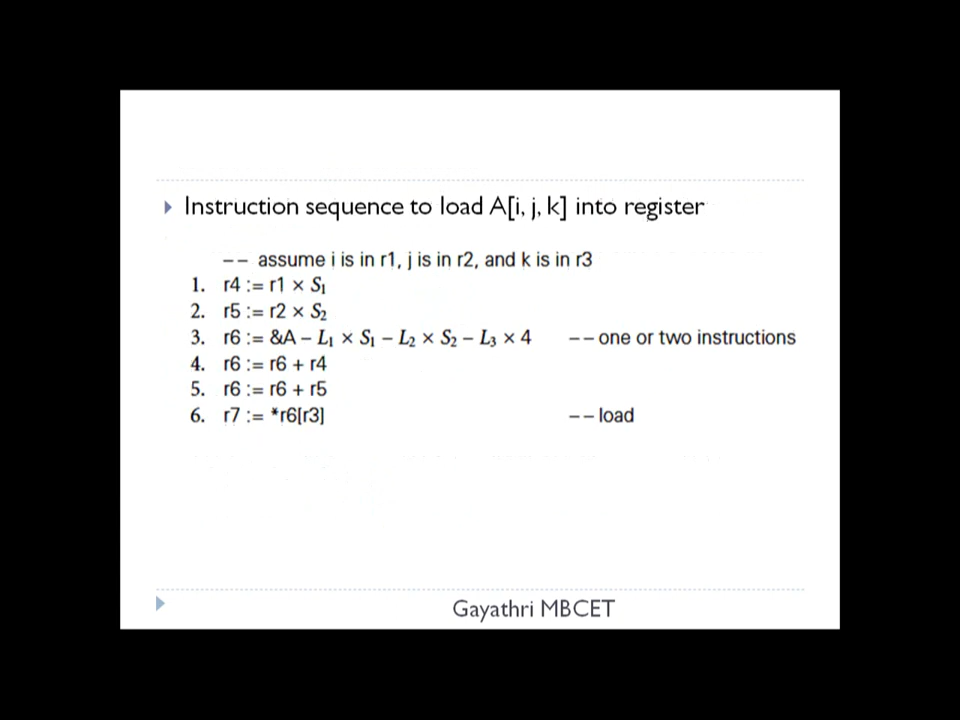 Instruction sequence to load A[i, j, k] into register
–– assume i is in r1, j is in r2, and k is in r3
1. r4 := r1 × S₁
2. r5 := r2 × S₂
3. r6 := &A – L₁ × S₁ – L₂ × S₂ – L₃ × 4 –– one or two instructions
4. r6 := r6 + r4
5. r6 := r6 + r5
6. r7 := *r6[r3] –– load
Gayathri MBCET